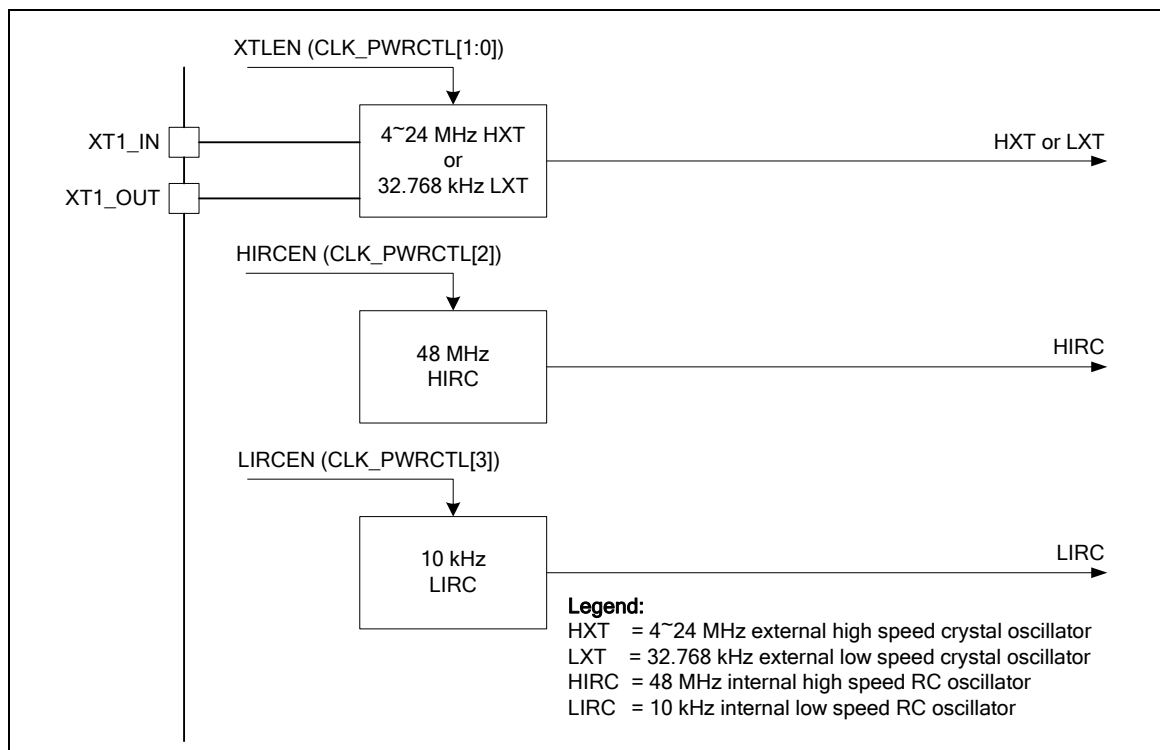 XTLEN (CLK_PWRCTL[1:0])
XT1_IN
XT1_OUT
4~24 MHz HXT
or
32.768 kHz LXT
HXT or LXT
HIRCEN (CLK_PWRCTL[2])
48 MHz
HIRC
HIRC
LIRCEN (CLK_PWRCTL[3])
10 kHz
LIRC
LIRC
Legend:
HXT = 4~24 MHz external high speed crystal oscillator
LXT = 32.768 kHz external low speed crystal oscillator
HIRC = 48 MHz internal high speed RC oscillator
LIRC = 10 kHz internal low speed RC oscillator